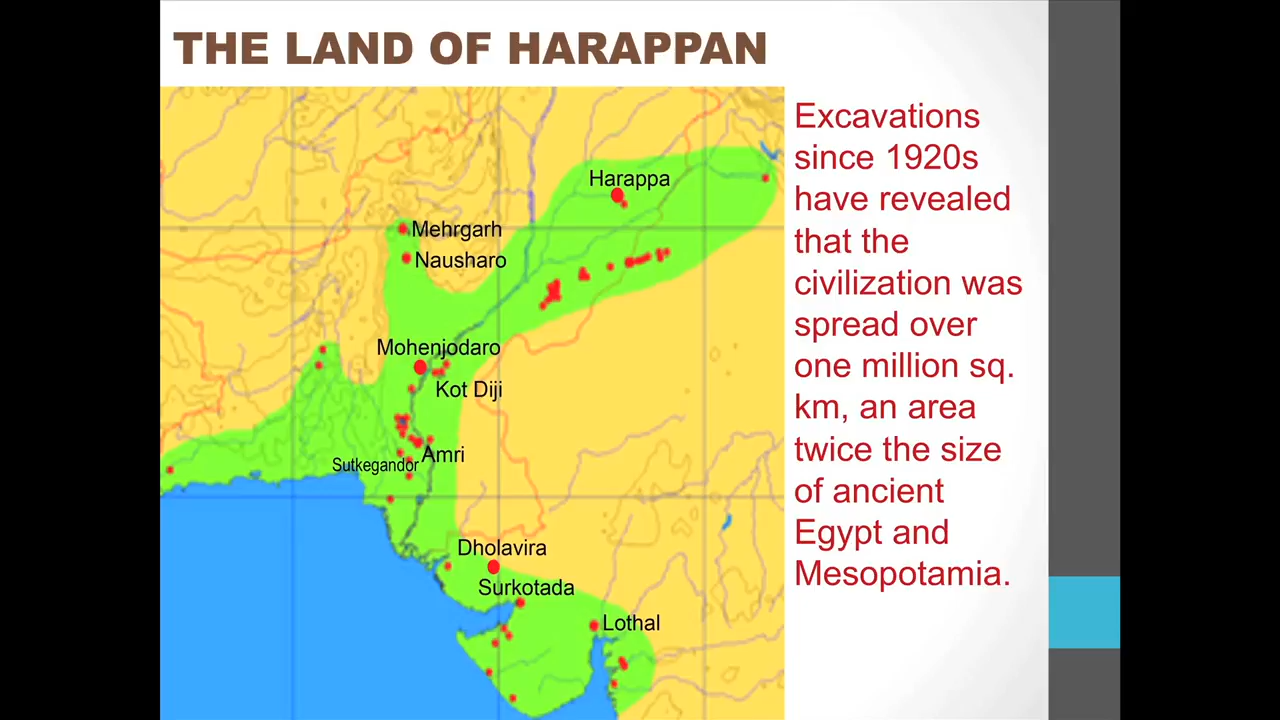 THE LAND OF HARAPPAN
Excavations
since 1920s
have revealed
that the
civilization was
spread over
one million sq.
km, an area
twice the size
of ancient
Egypt and
Mesopotamia.
Harappa
Mehrgarh
Nausharo
Mohenjodaro
Kot Diji
Amri
Sutkegandor
Dholavira
Surkotada
Lothal